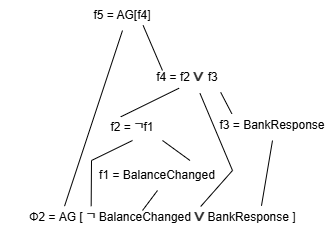 f5 = AG[f4]
f4 = f2 ∨ f3
f2 = ¬f1
f3 = BankResponse
f1 = BalanceChanged
Φ2 = AG [ ¬ BalanceChanged ∨ BankResponse ]